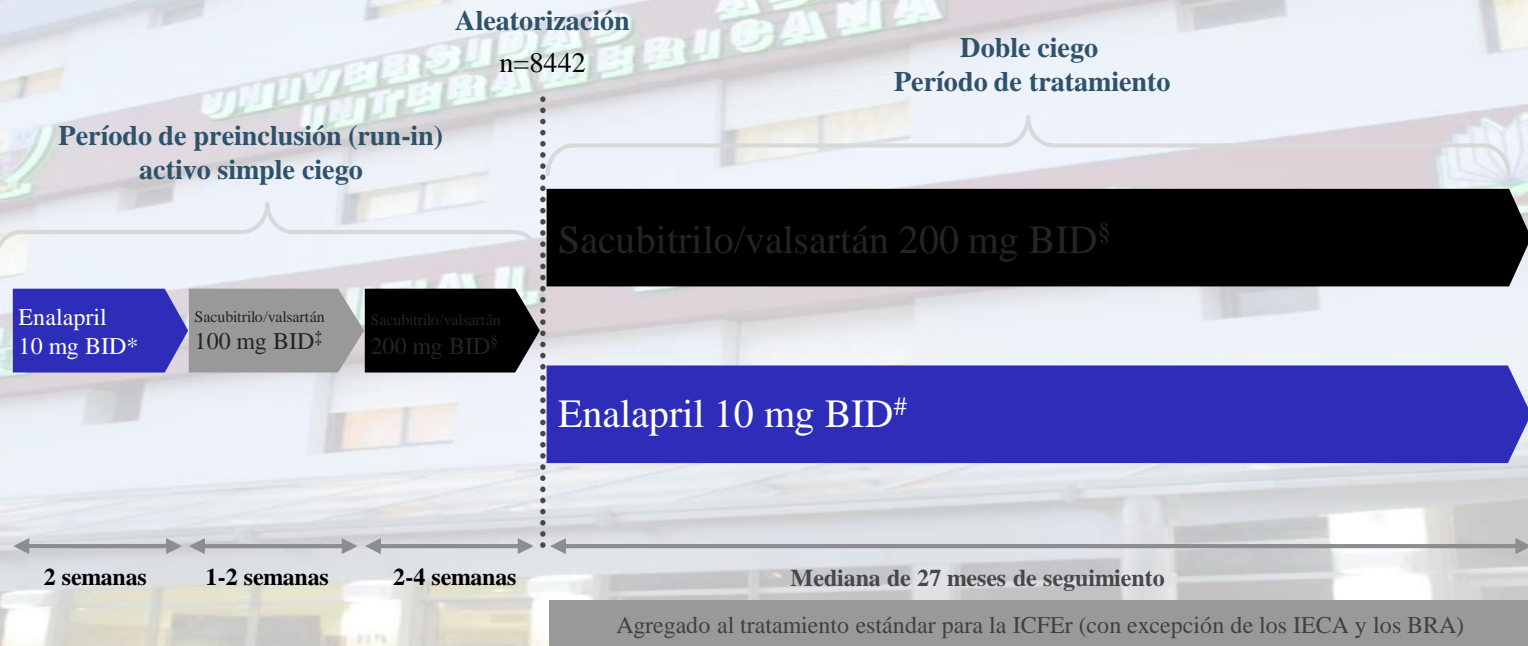 Aleatorización
n=8442
Doble ciego
Período de tratamiento
Período de preinclusión (run-in)
activo simple ciego
UNIVERSIDAD
INTERAMERICANA
Sacubitrilo/valsartán 200 mg BID§
Enalapril
10 mg BID*
Sacubitrilo/valsartán
100 mg BID‡
Sacubitrilo/valsartán
200 mg BID§
Enalapril 10 mg BID#
2 semanas
1-2 semanas
2-4 semanas
Mediana de 27 meses de seguimiento
Agregado al tratamiento estándar para la ICFEr (con excepción de los IECA y los BRA)